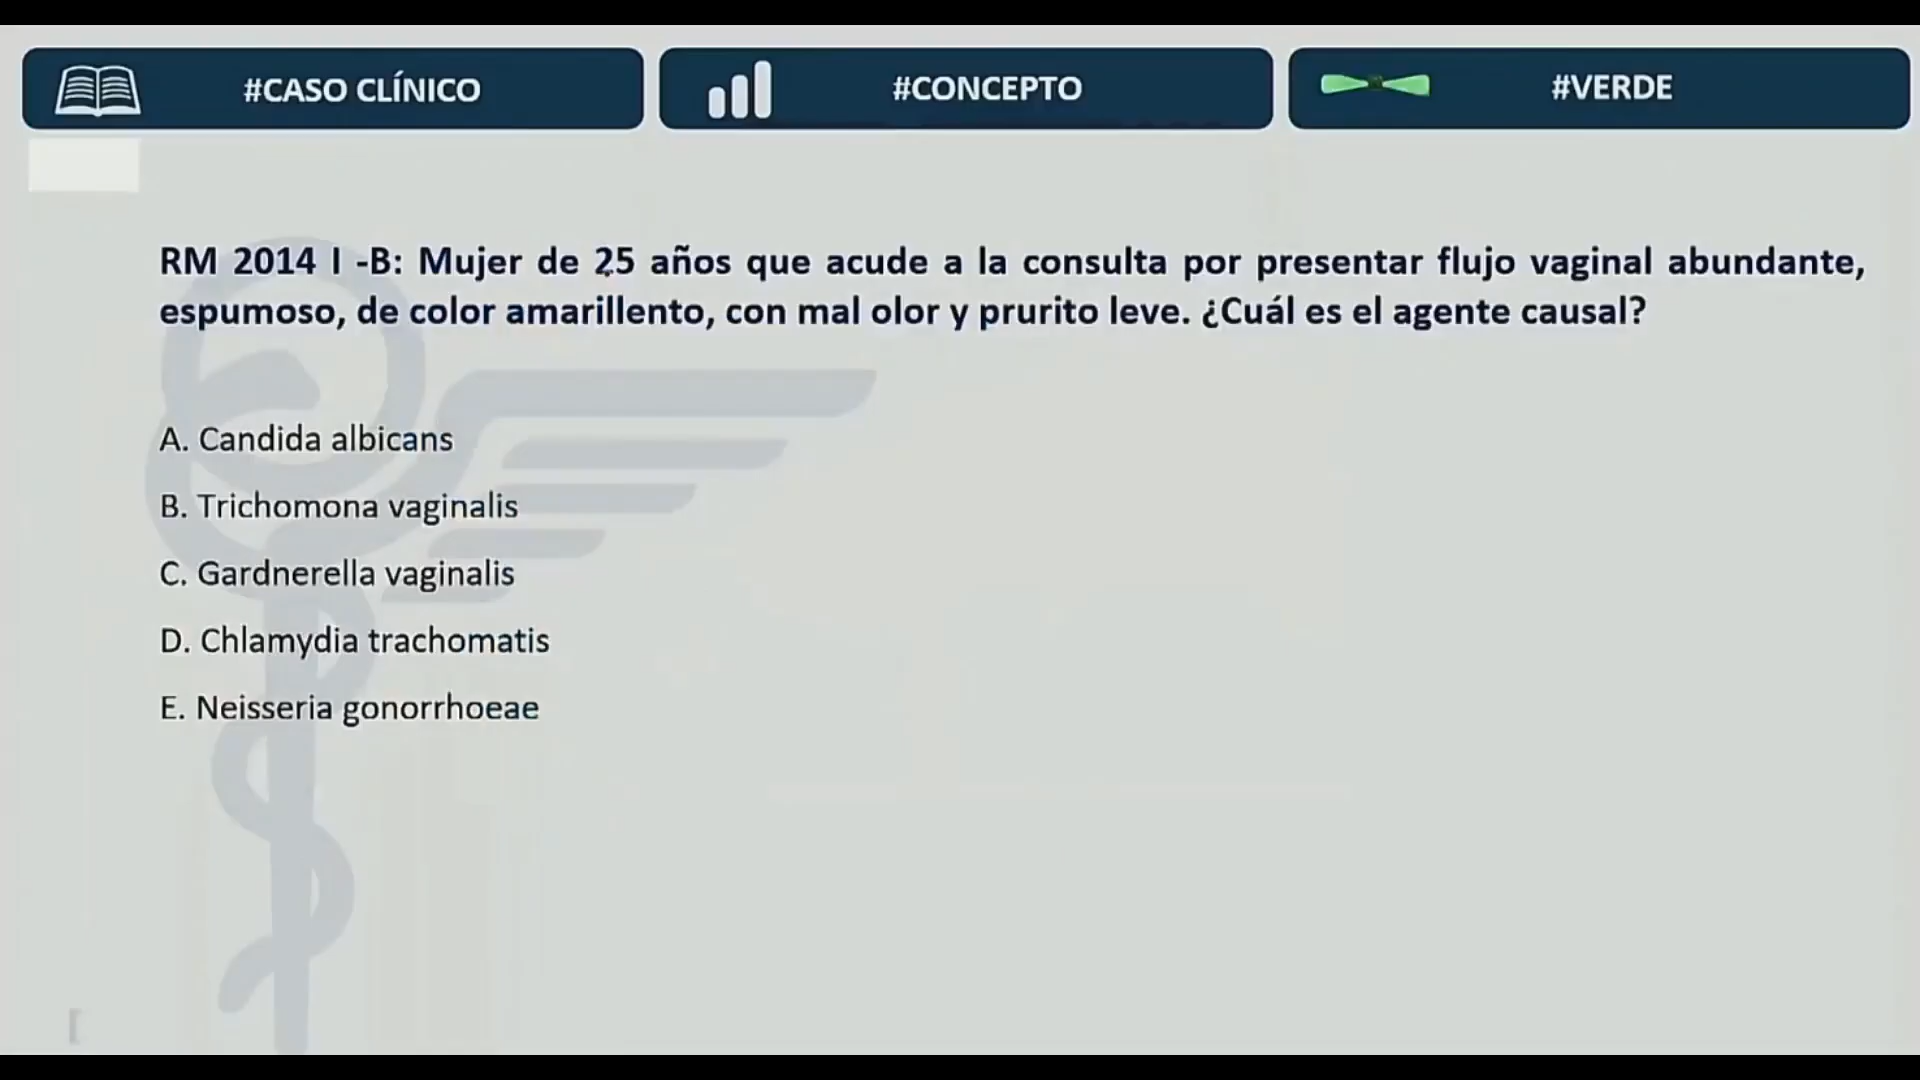 #CASO CLÍNICO
#CONCEPTO
#VERDE
RM 2014 I -B: Mujer de 25 años que acude a la consulta por presentar flujo vaginal abundante,
espumoso, de color amarillento, con mal olor y prurito leve. ¿Cuál es el agente causal?
A. Candida albicans
B. Trichomona vaginalis
C. Gardnerella vaginalis
D. Chlamydia trachomatis
E. Neisseria gonorrhoeae